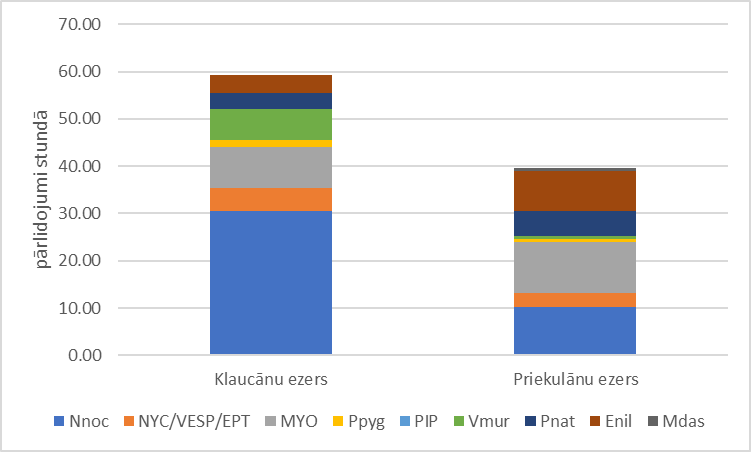 70.00
60.00
50.00
40.00
30.00
20.00
10.00
0.00
pārlidojumi stundā
Klaucānu ezers
Priekulānu ezers
Nnoc NYC/VESP/EPT MYO Ppyg PIP Vmur Pnat Enil Mdas